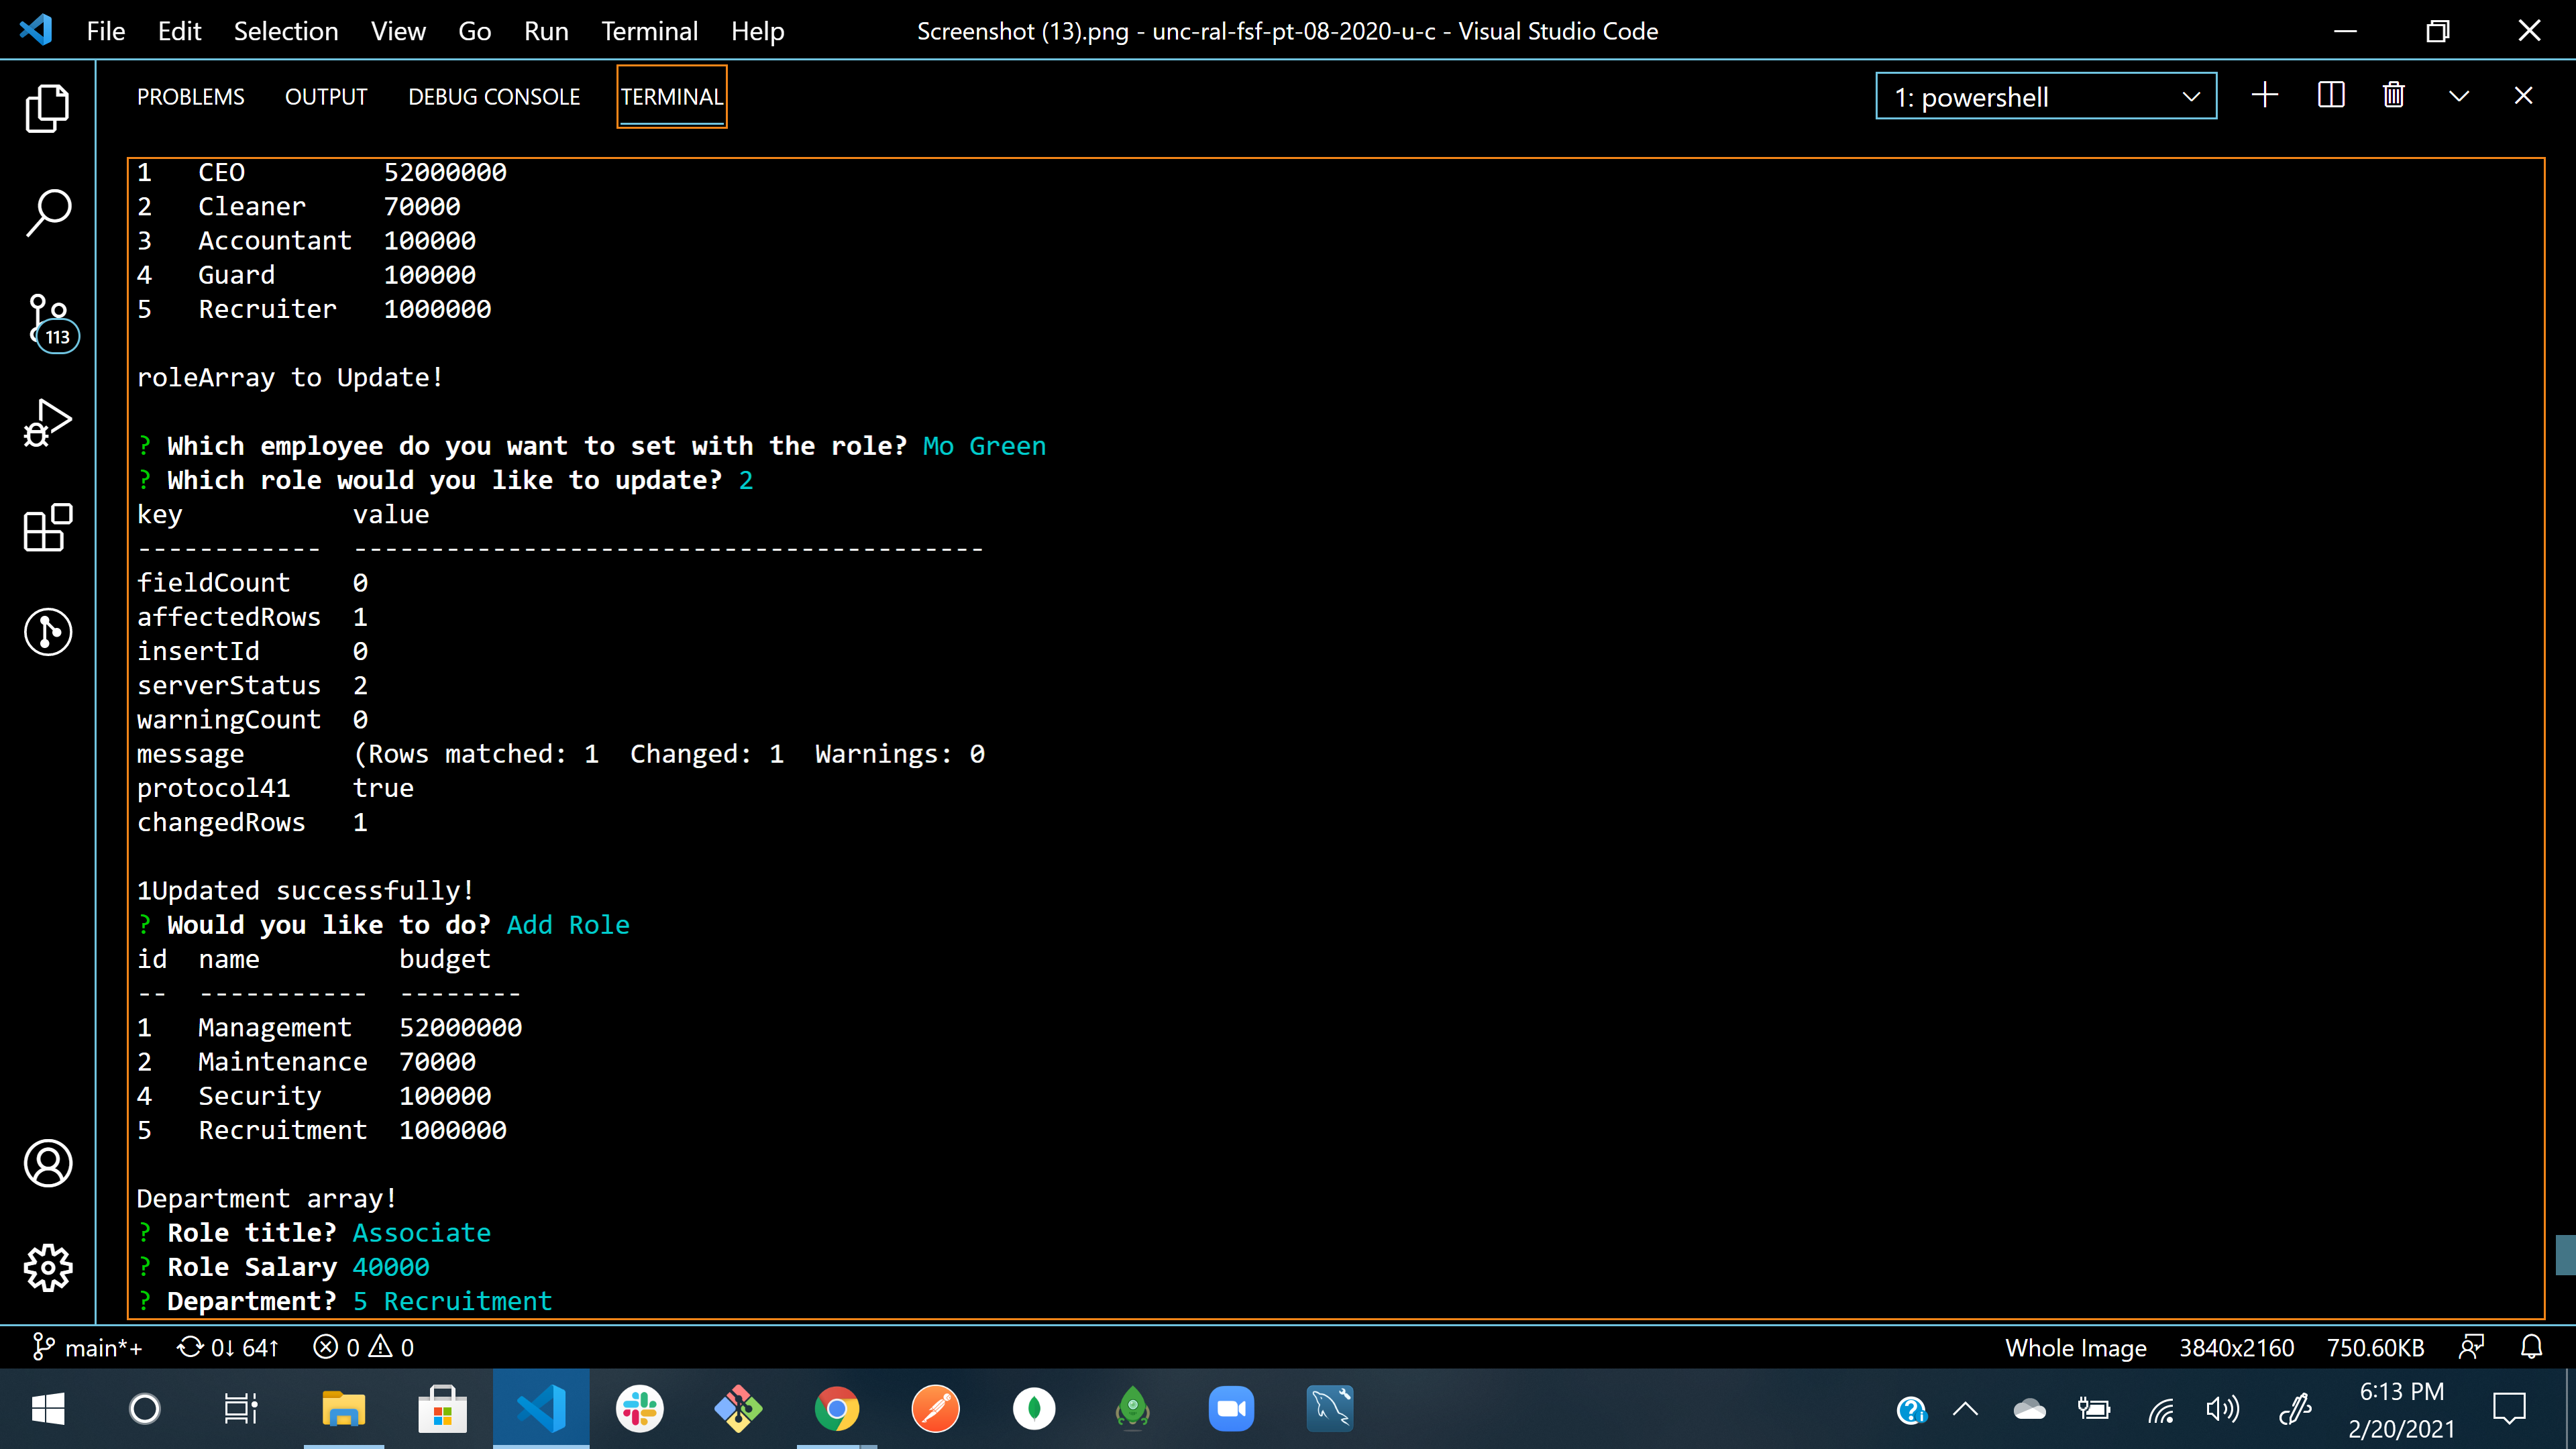 File Edit Selection View Go Run Terminal Help Screenshot (13).png - unc-ral-fsf-pt-08-2020-u-c - Visual Studio Code
PROBLEMS OUTPUT DEBUG CONSOLE TERMINAL 1: powershell
1 CEO 52000000
2 Cleaner 70000
3 Accountant 100000
4 Guard 100000
5 Recruiter 1000000
113
roleArray to Update!
? Which employee do you want to set with the role? Mo Green
? Which role would you like to update? 2
key value
------------ -----------------------------------------
fieldCount 0
affectedRows 1
insertId 0
serverStatus 2
warningCount 0
message (Rows matched: 1 Changed: 1 Warnings: 0
protocol41 true
changedRows 1
1Updated successfully!
? Would you like to do? Add Role
id name budget
-- ----------- --------
1 Management 52000000
2 Maintenance 70000
4 Security 100000
5 Recruitment 1000000
Department array!
? Role title? Associate
? Role Salary 40000
? Department? 5 Recruitment
main*+ 0↓ 64↑ 0 0 Whole Image 3840x2160 750.60KB
6:13 PM
2/20/2021